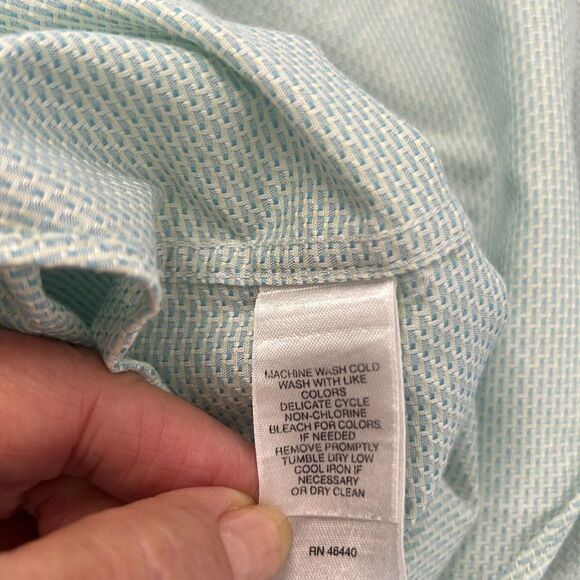 MACHINE WASH COLD
WASH WITH LIKE
COLORS
DELICATE CYCLE
NON-CHLORINE
BLEACH FOR COLORS.
IF NEEDED
REMOVE PROMPTLY
TUMBLE DRY LOW
COOL IRON IF
NECESSARY
OR DRY CLEAN
RN 46440